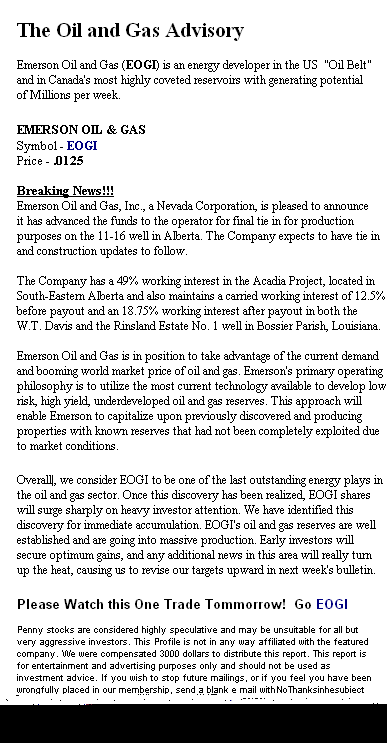 The Oil and Gas Advisory
Emerson Oil and Gas (EOGI) is an energy developer in the US "Oil Belt"
and in Canada's most highly coveted reservoirs with generating potential
of Millions per week.
EMERSON OIL & GAS
Symbol - EOGI
Price - .0125
Breaking News!!!
Emerson Oil and Gas, Inc., a Nevada Corporation, is pleased to announce
it has advanced the funds to the operator for final tie in for production
purposes on the 11-16 well in Alberta. The Company expects to have tie in
and construction updates to follow.
The Company has a 49% working interest in the Acadia Project, located in
South-Eastern Alberta and also maintains a carried working interest of 12.5%
before payout and an 18.75% working interest after payout in both the
W.T. Davis and the Rinsland Estate No. 1 well in Bossier Parish, Louisiana.
Emerson Oil and Gas is in position to take advantage of the current demand
and booming world market price of oil and gas. Emerson's primary operating
philosophy is to utilize the most current technology available to develop low
risk, high yield, underdeveloped oil and gas reserves. This approach will
enable Emerson to capitalize upon previously discovered and producing
properties with known reserves that had not been completely exploited due
to market conditions.
Overall, we consider EOGI to be one of the last outstanding energy plays in
the oil and gas sector. Once this discovery has been realized, EOGI shares
will surge sharply on heavy investor attention. We have identified this
discovery for immediate accumulation. EOGI's oil and gas reserves are well
established and are going into massive production. Early investors will
secure optimum gains, and any additional news in this area will really turn
up the heat, causing us to revise our targets upward in next week's bulletin.
Please Watch this One Trade Tommorrow! Go EOGI
Penny stocks are considered highly speculative and may be unsuitable for all but
very aggressive investors. This Profile is not in any way affiliated with the featured
company. We were compensated 3000 dollars to distribute this report. This report is
for entertainment and advertising purposes only and should not be used as
investment advice. If you wish to stop future mailings, or if you feel you have been
wrongfully placed in our membership, send a blank e mail withNoThanksinhesubject